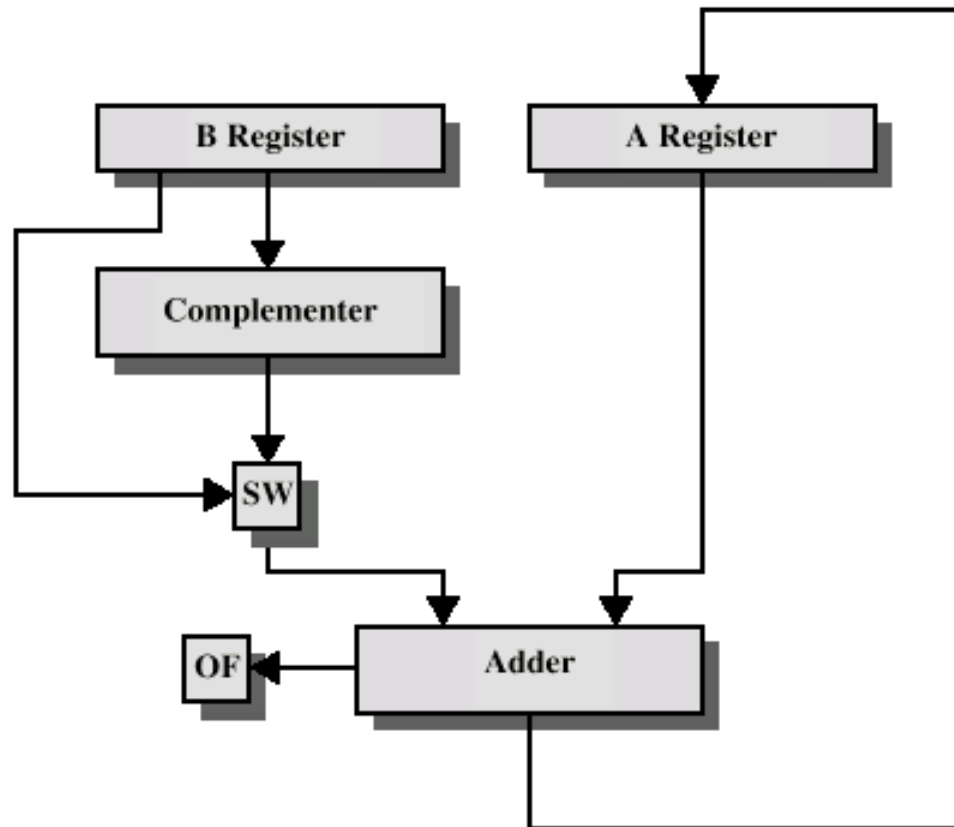 B Register
A Register
Complementer
SW
OF
Adder